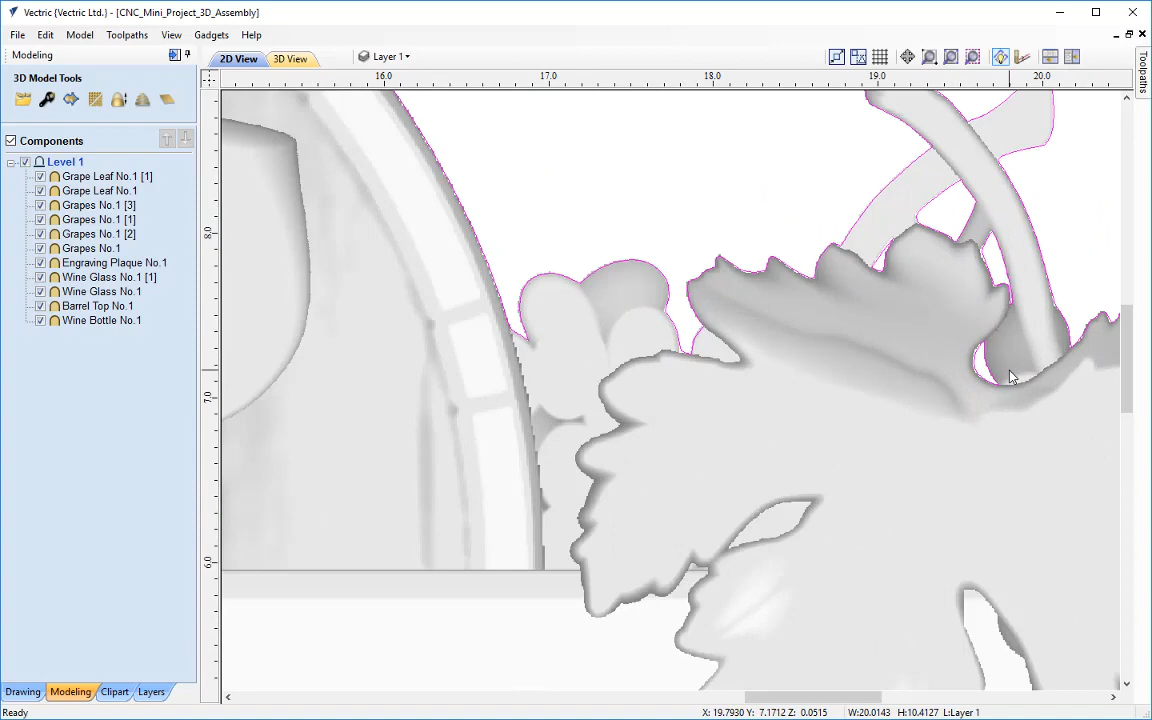 Vectric {Vectric Ltd.} - [CNC_Mini_Project_3D_Assembly]
File Edit Model Toolpaths View Gadgets Help
Modeling
2D View 3D View Layer 1
Toolpaths
3D Model Tools
16.0 17.0 18.0 19.0 20.0
8.0
7.0
6.0
Components
Level 1
Grape Leaf No.1 [1]
Grape Leaf No.1
Grapes No.1 [3]
Grapes No.1 [1]
Grapes No.1 [2]
Grapes No.1
Engraving Plaque No.1
Wine Glass No.1 [1]
Wine Glass No.1
Barrel Top No.1
Wine Bottle No.1
Drawing Modeling Clipart Layers
Ready X: 19.7930 Y: 7.1712 Z: 0.0515 W:20.0143 H:10.4127 L:Layer 1